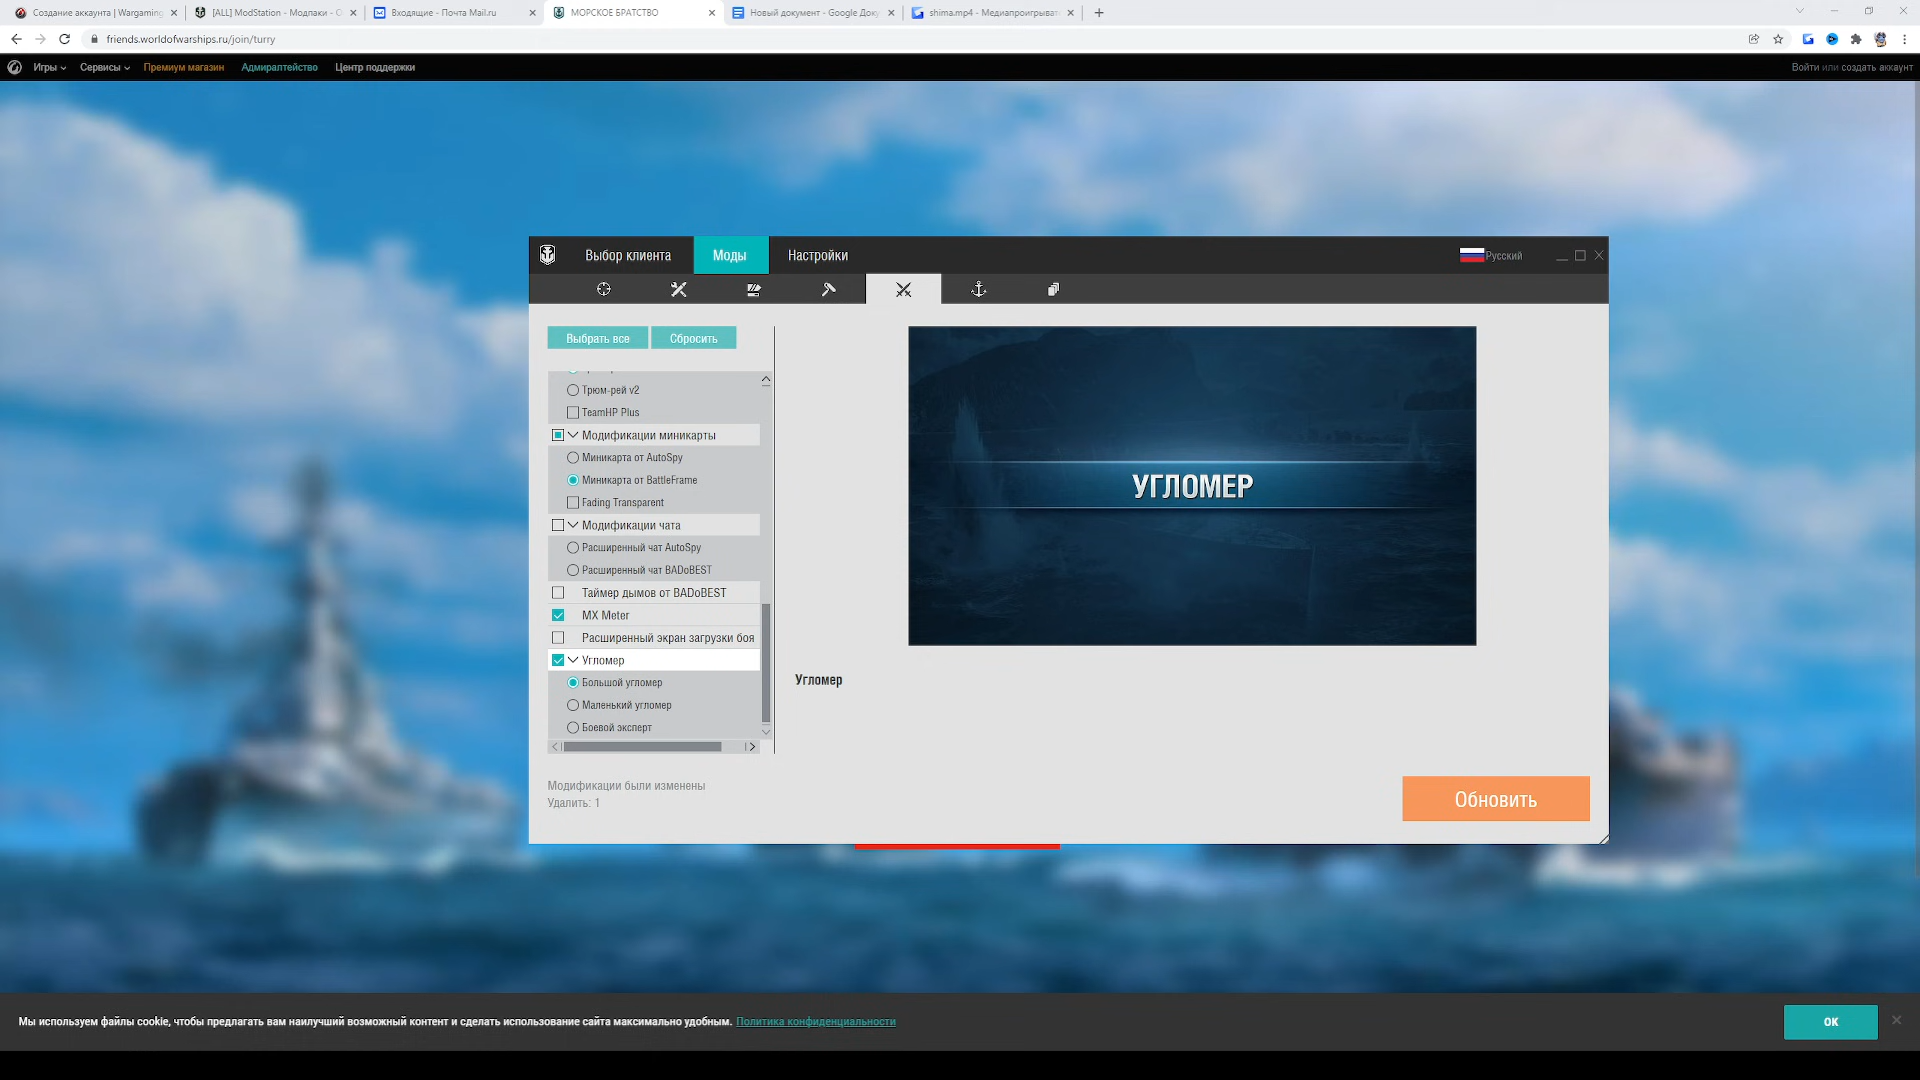 Создание аккаунта | Wargaming
[ALL] ModStation - Модпаки - О
Входящие - Почта Mail.ru
МОРСКОЕ БРАТСТВО
Новый документ - Google Доку
shima.mp4 - Медиапроигрыват
friends.worldofwarships.ru/join/turry
Игры
Сервисы
Премиум магазин
Адмиралтейство
Центр поддержки
Войти или создать аккаунт
Выбор клиента
Моды
Настройки
Русский
Выбрать все
Сбросить
Трюм-рей v2
TeamHP Plus
Модификации миникарты
Миникарта от AutoSpy
Миникарта от BattleFrame
Fading Transparent
Модификации чата
Расширенный чат AutoSpy
Расширенный чат BADoBEST
Таймер дымов от BADoBEST
MX Meter
Расширенный экран загрузки боя
Угломер
Большой угломер
Маленький угломер
Боевой эксперт
УГЛОМЕР
Угломер
Модификации были изменены
Удалить: 1
Обновить
Мы используем файлы cookie, чтобы предлагать вам наилучший возможный контент и сделать использование сайта максимально удобным. Политика конфиденциальности
ОК